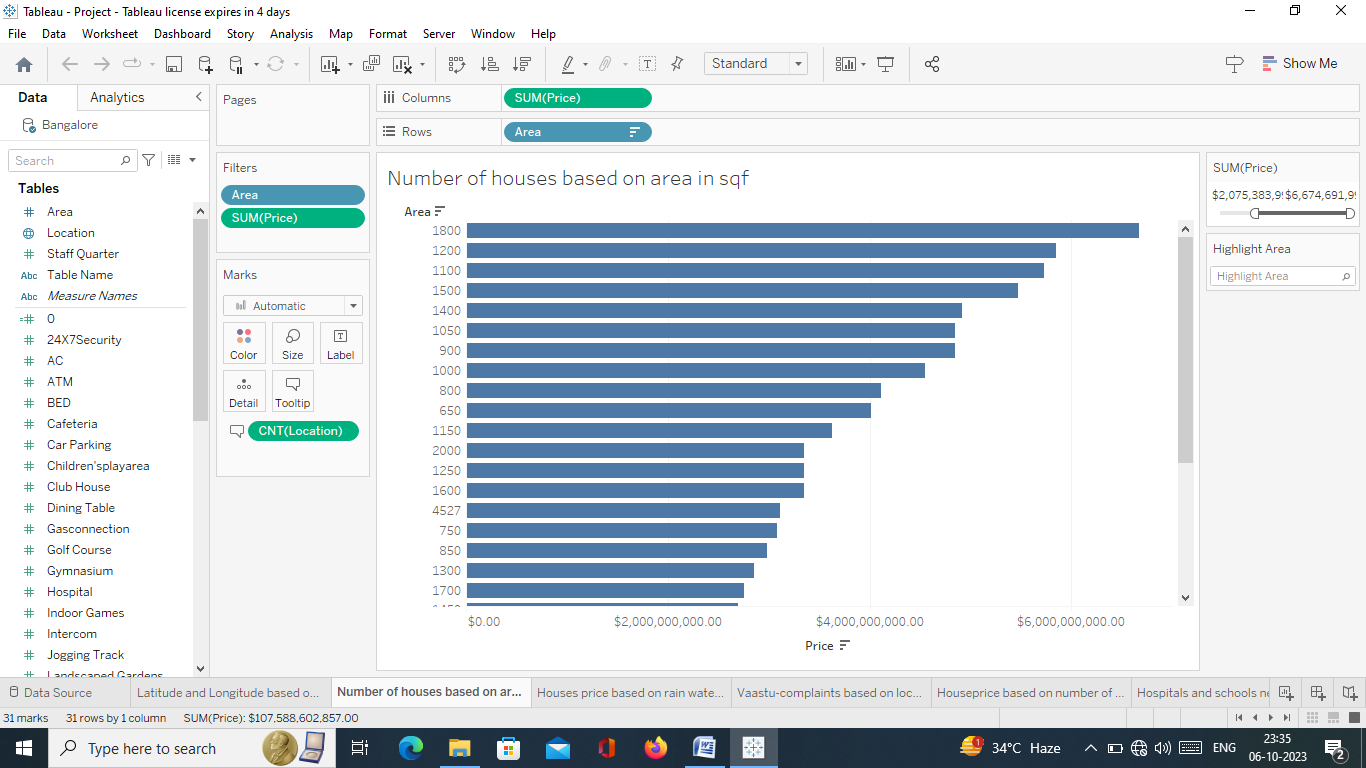 Tableau - Project - Tableau license expires in 4 days
File Data Worksheet Dashboard Story Analysis Map Format Server Window Help
Standard
Show Me
Data Analytics
Bangalore
Search
Tables
Area
Location
Staff Quarter
Abc Table Name
Abc Measure Names
0
24X7Security
AC
ATM
BED
Cafeteria
Car Parking
Children'splayarea
Club House
Dining Table
Gasconnection
Golf Course
Gymnasium
Hospital
Indoor Games
Intercom
Jogging Track
Landscaped Gardens
Pages
Filters
Area
SUM(Price)
Marks
Automatic
Color Size Label
Detail Tooltip
CNT(Location)
Columns SUM(Price)
Rows Area
Number of houses based on area in sqf
Area
1800
1200
1100
1500
1400
1050
900
1000
800
650
1150
2000
1250
1600
4527
750
850
1300
1700
$0.00 $2,000,000,000.00 $4,000,000,000.00 $6,000,000,000.00
Price
SUM(Price)
$2,075,383,9 $6,674,691,9
Highlight Area
Highlight Area
Data Source Latitude and Longitude based o... Number of houses based on ar... Houses price based on rain wate... Vaastu-complaints based on loc... Houseprice based on number of ... Hospitals and schools ne
31 marks 31 rows by 1 column SUM(Price): $107,588,602,857.00
Type here to search
1
34°C Haze
ENG
23:35
06-10-2023
2